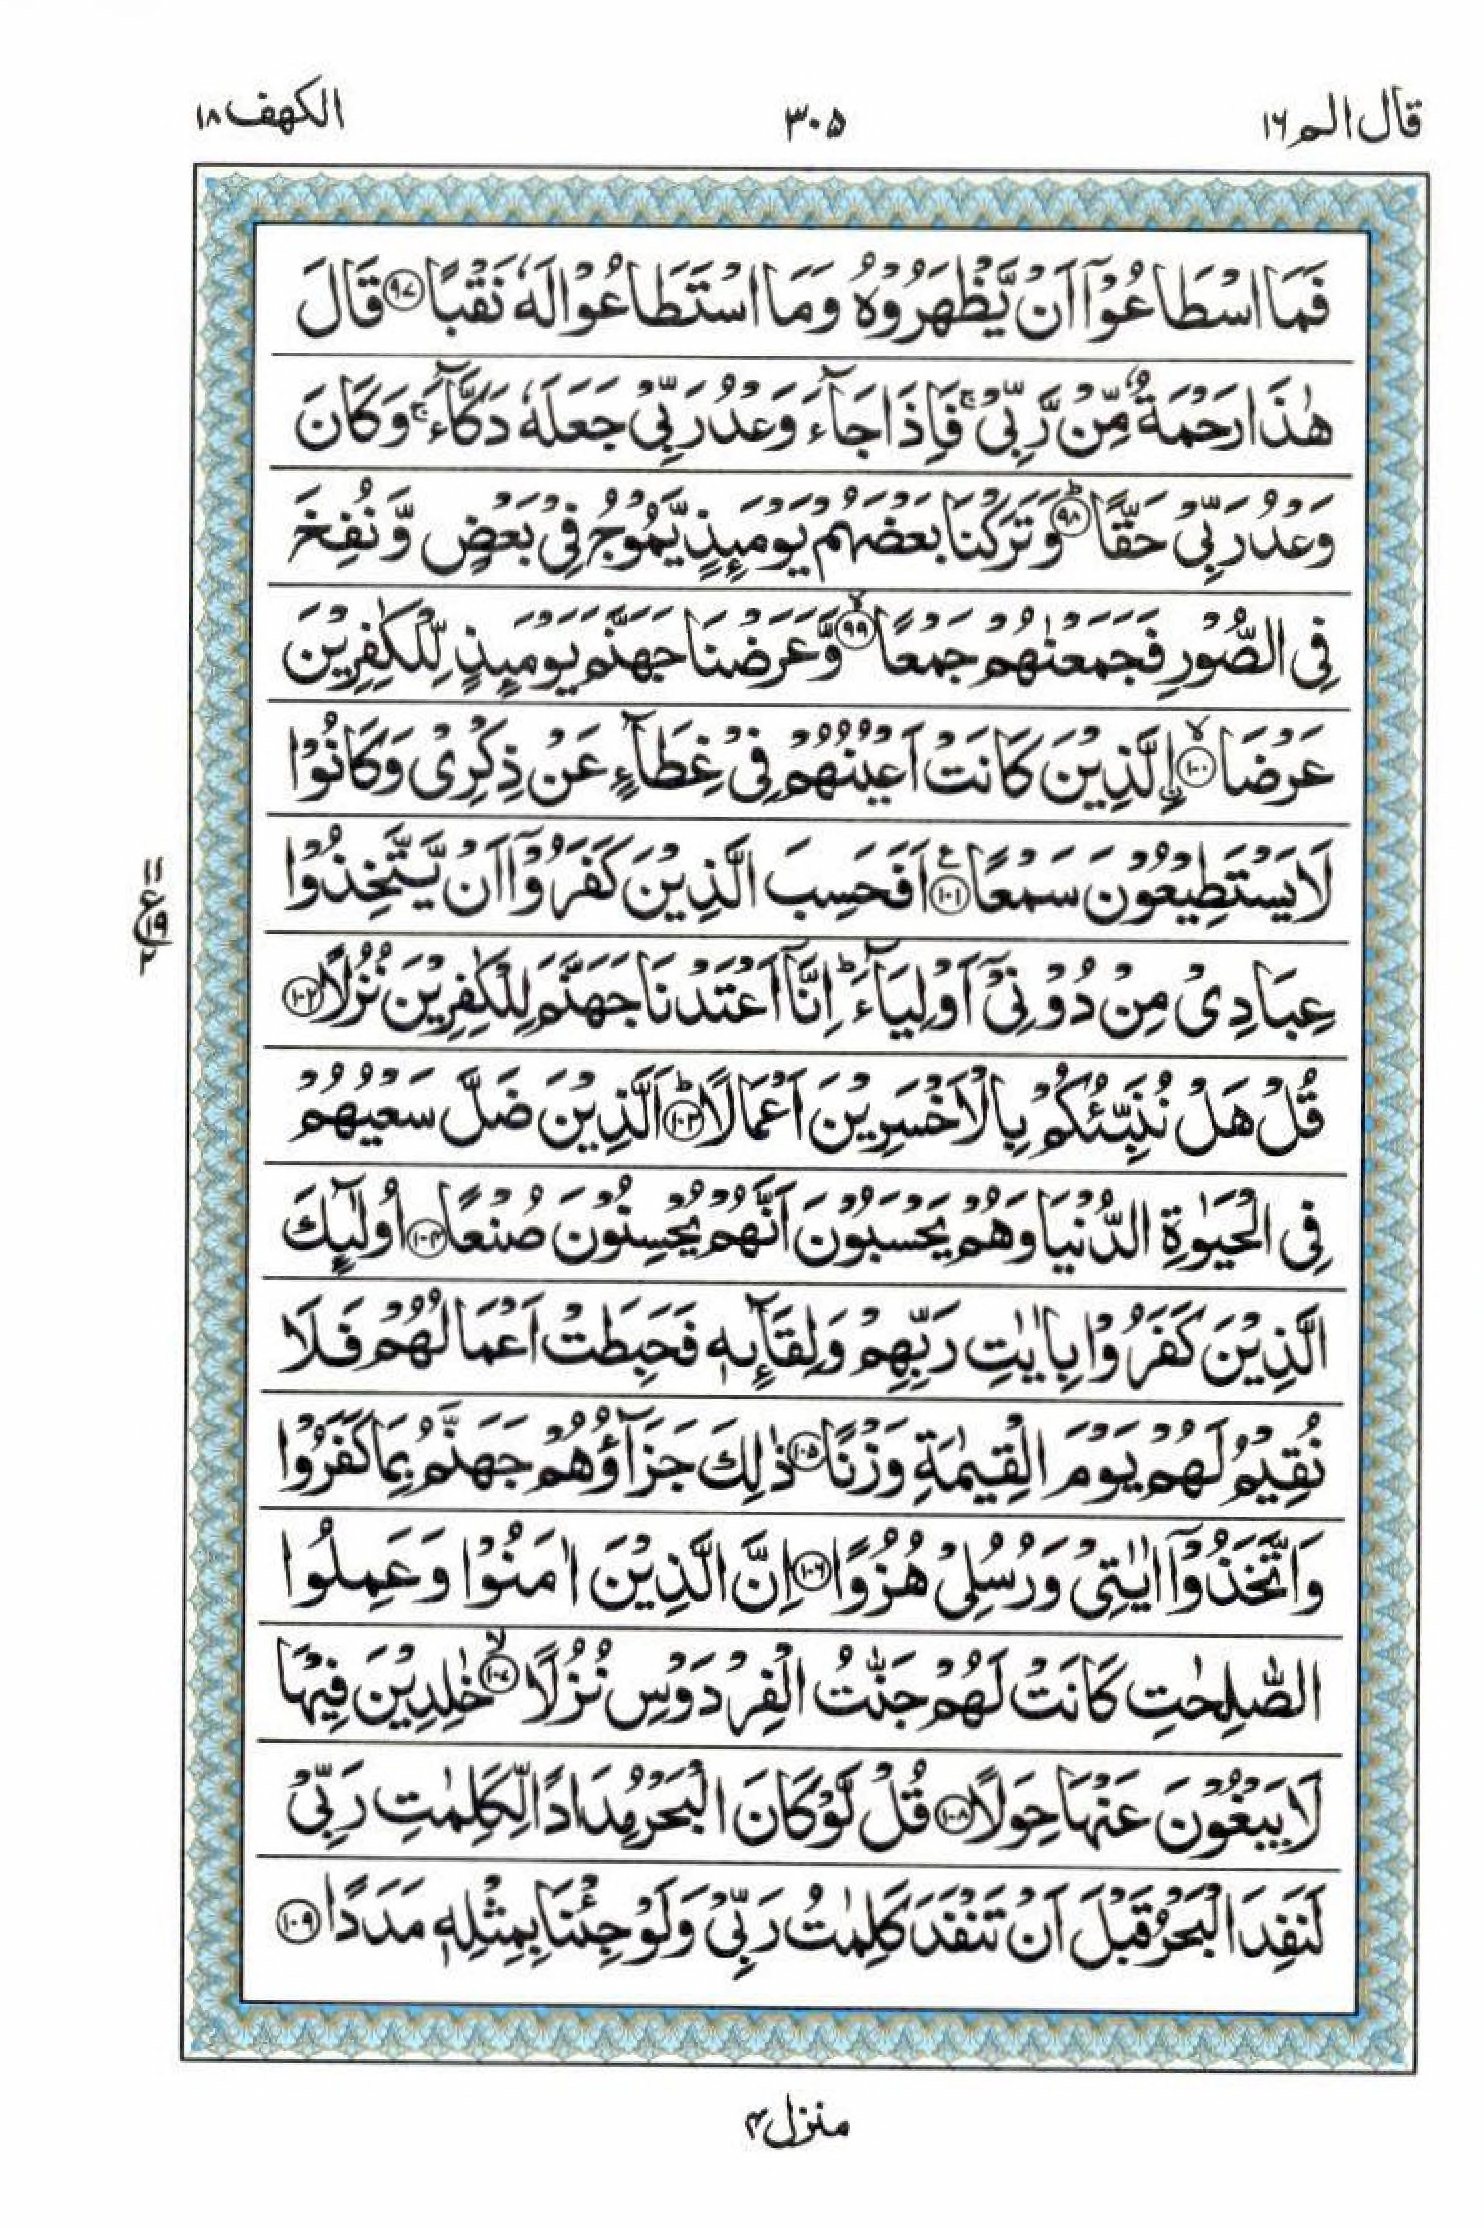 قال الم ١٦
٣٠٥
الكهف ١٨
فَمَا اسْطَاعُوْۤا اَنْ يَّظْهَرُوْهُ وَمَا اسْتَطَاعُوْا لَهٗ نَقْبًا ﴿٩٧﴾ قَالَ
هٰذَا رَحْمَةٌ مِّنْ رَّبِّيْ ۚ فَاِذَا جَآءَ وَعْدُ رَبِّيْ جَعَلَهٗ دَكَّآءَ ۚ وَكَانَ
وَعْدُ رَبِّيْ حَقًّا ﴿٩٨﴾ؕ وَتَرَكْنَا بَعْضَهُمْ يَوْمَئِذٍ يَّمُوْجُ فِيْ بَعْضٍ وَّنُفِخَ
فِي الصُّوْرِ فَجَمَعْنٰهُمْ جَمْعًا ﴿٩٩﴾ۙ وَّعَرَضْنَا جَهَنَّمَ يَوْمَئِذٍ لِّلْكٰفِرِيْنَ
عَرْضَا ﴿١٠٠﴾ۙ ۨالَّذِيْنَ كَانَتْ اَعْيُنُهُمْ فِيْ غِطَآءٍ عَنْ ذِكْرِيْ وَكَانُوْا
لَا يَسْتَطِيْعُوْنَ سَمْعًا ﴿١٠١﴾ع اَفَحَسِبَ الَّذِيْنَ كَفَرُوْۤا اَنْ يَّتَّخِذُوْا
١١
ع
١٩
٢
عِبَادِيْ مِنْ دُوْنِيْۤ اَوْلِيَآءَ ؕ اِنَّاۤ اَعْتَدْنَا جَهَنَّمَ لِلْكٰفِرِيْنَ نُزُلًا ﴿١٠٢﴾
قُلْ هَلْ نُنَبِّئُكُمْ بِالْاَخْسَرِيْنَ اَعْمَالًا ﴿١٠٣﴾ؕ اَلَّذِيْنَ ضَلَّ سَعْيُهُمْ
فِي الْحَيٰوةِ الدُّنْيَا وَهُمْ يَحْسَبُوْنَ اَنَّهُمْ يُحْسِنُوْنَ صُنْعًا ﴿١٠٤﴾ اُولٰٓئِكَ
الَّذِيْنَ كَفَرُوْا بِاٰيٰتِ رَبِّهِمْ وَلِقَآئِهٖ فَحَبِطَتْ اَعْمَالُهُمْ فَلَا
نُقِيْمُ لَهُمْ يَوْمَ الْقِيٰمَةِ وَزْنًا ﴿١٠٥﴾ ذٰلِكَ جَزَآؤُهُمْ جَهَنَّمُ بِمَا كَفَرُوْا
وَاتَّخَذُوْۤا اٰيٰتِيْ وَرُسُلِيْ هُزُوًا ﴿١٠٦﴾ اِنَّ الَّذِيْنَ اٰمَنُوْا وَعَمِلُوا
الصّٰلِحٰتِ كَانَتْ لَهُمْ جَنّٰتُ الْفِرْدَوْسِ نُزُلًا ﴿١٠٧﴾ۙ خٰلِدِيْنَ فِيْهَا
لَا يَبْغُوْنَ عَنْهَا حِوَلًا ﴿١٠٨﴾ قُلْ لَّوْ كَانَ الْبَحْرُ مِدَادًا لِّكَلِمٰتِ رَبِّيْ
لَنَفِدَ الْبَحْرُ قَبْلَ اَنْ تَنْفَدَ كَلِمٰتُ رَبِّيْ وَلَوْ جِئْنَا بِمِثْلِهٖ مَدَدًا ﴿١٠٩﴾
منزل ٤